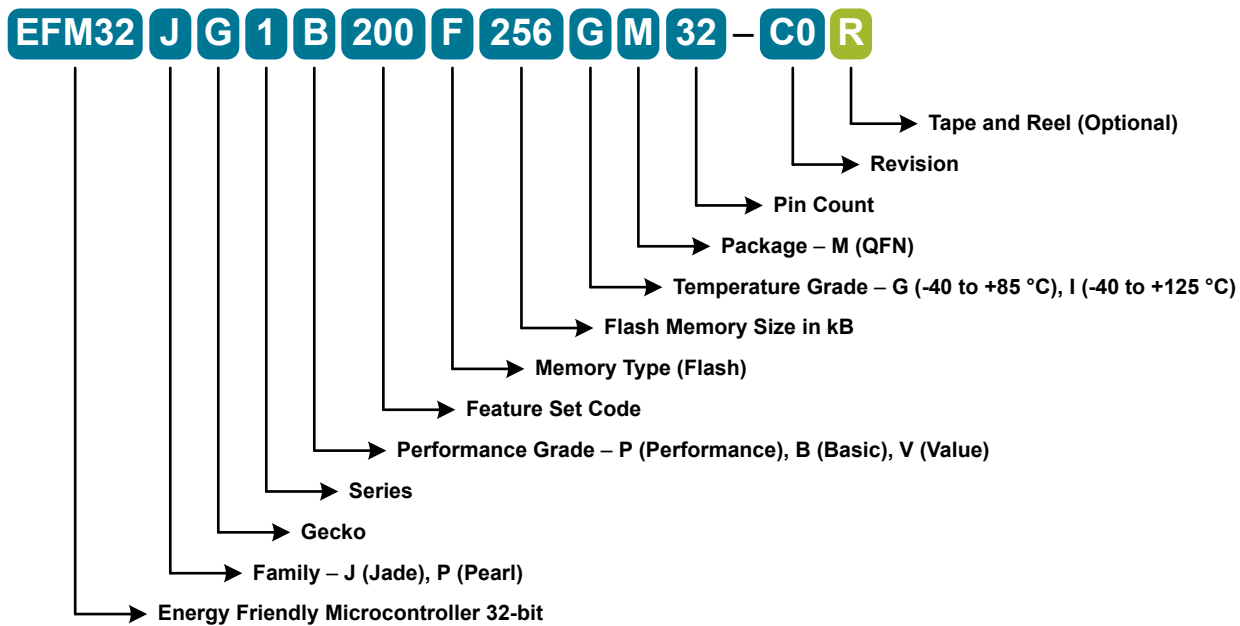 EFM32 J G 1 B 200 F 256 G M 32 – C0 R
Tape and Reel (Optional)
Revision
Pin Count
Package – M (QFN)
Temperature Grade – G (-40 to +85 °C), I (-40 to +125 °C)
Flash Memory Size in kB
Memory Type (Flash)
Feature Set Code
Performance Grade – P (Performance), B (Basic), V (Value)
Series
Gecko
Family – J (Jade), P (Pearl)
Energy Friendly Microcontroller 32-bit